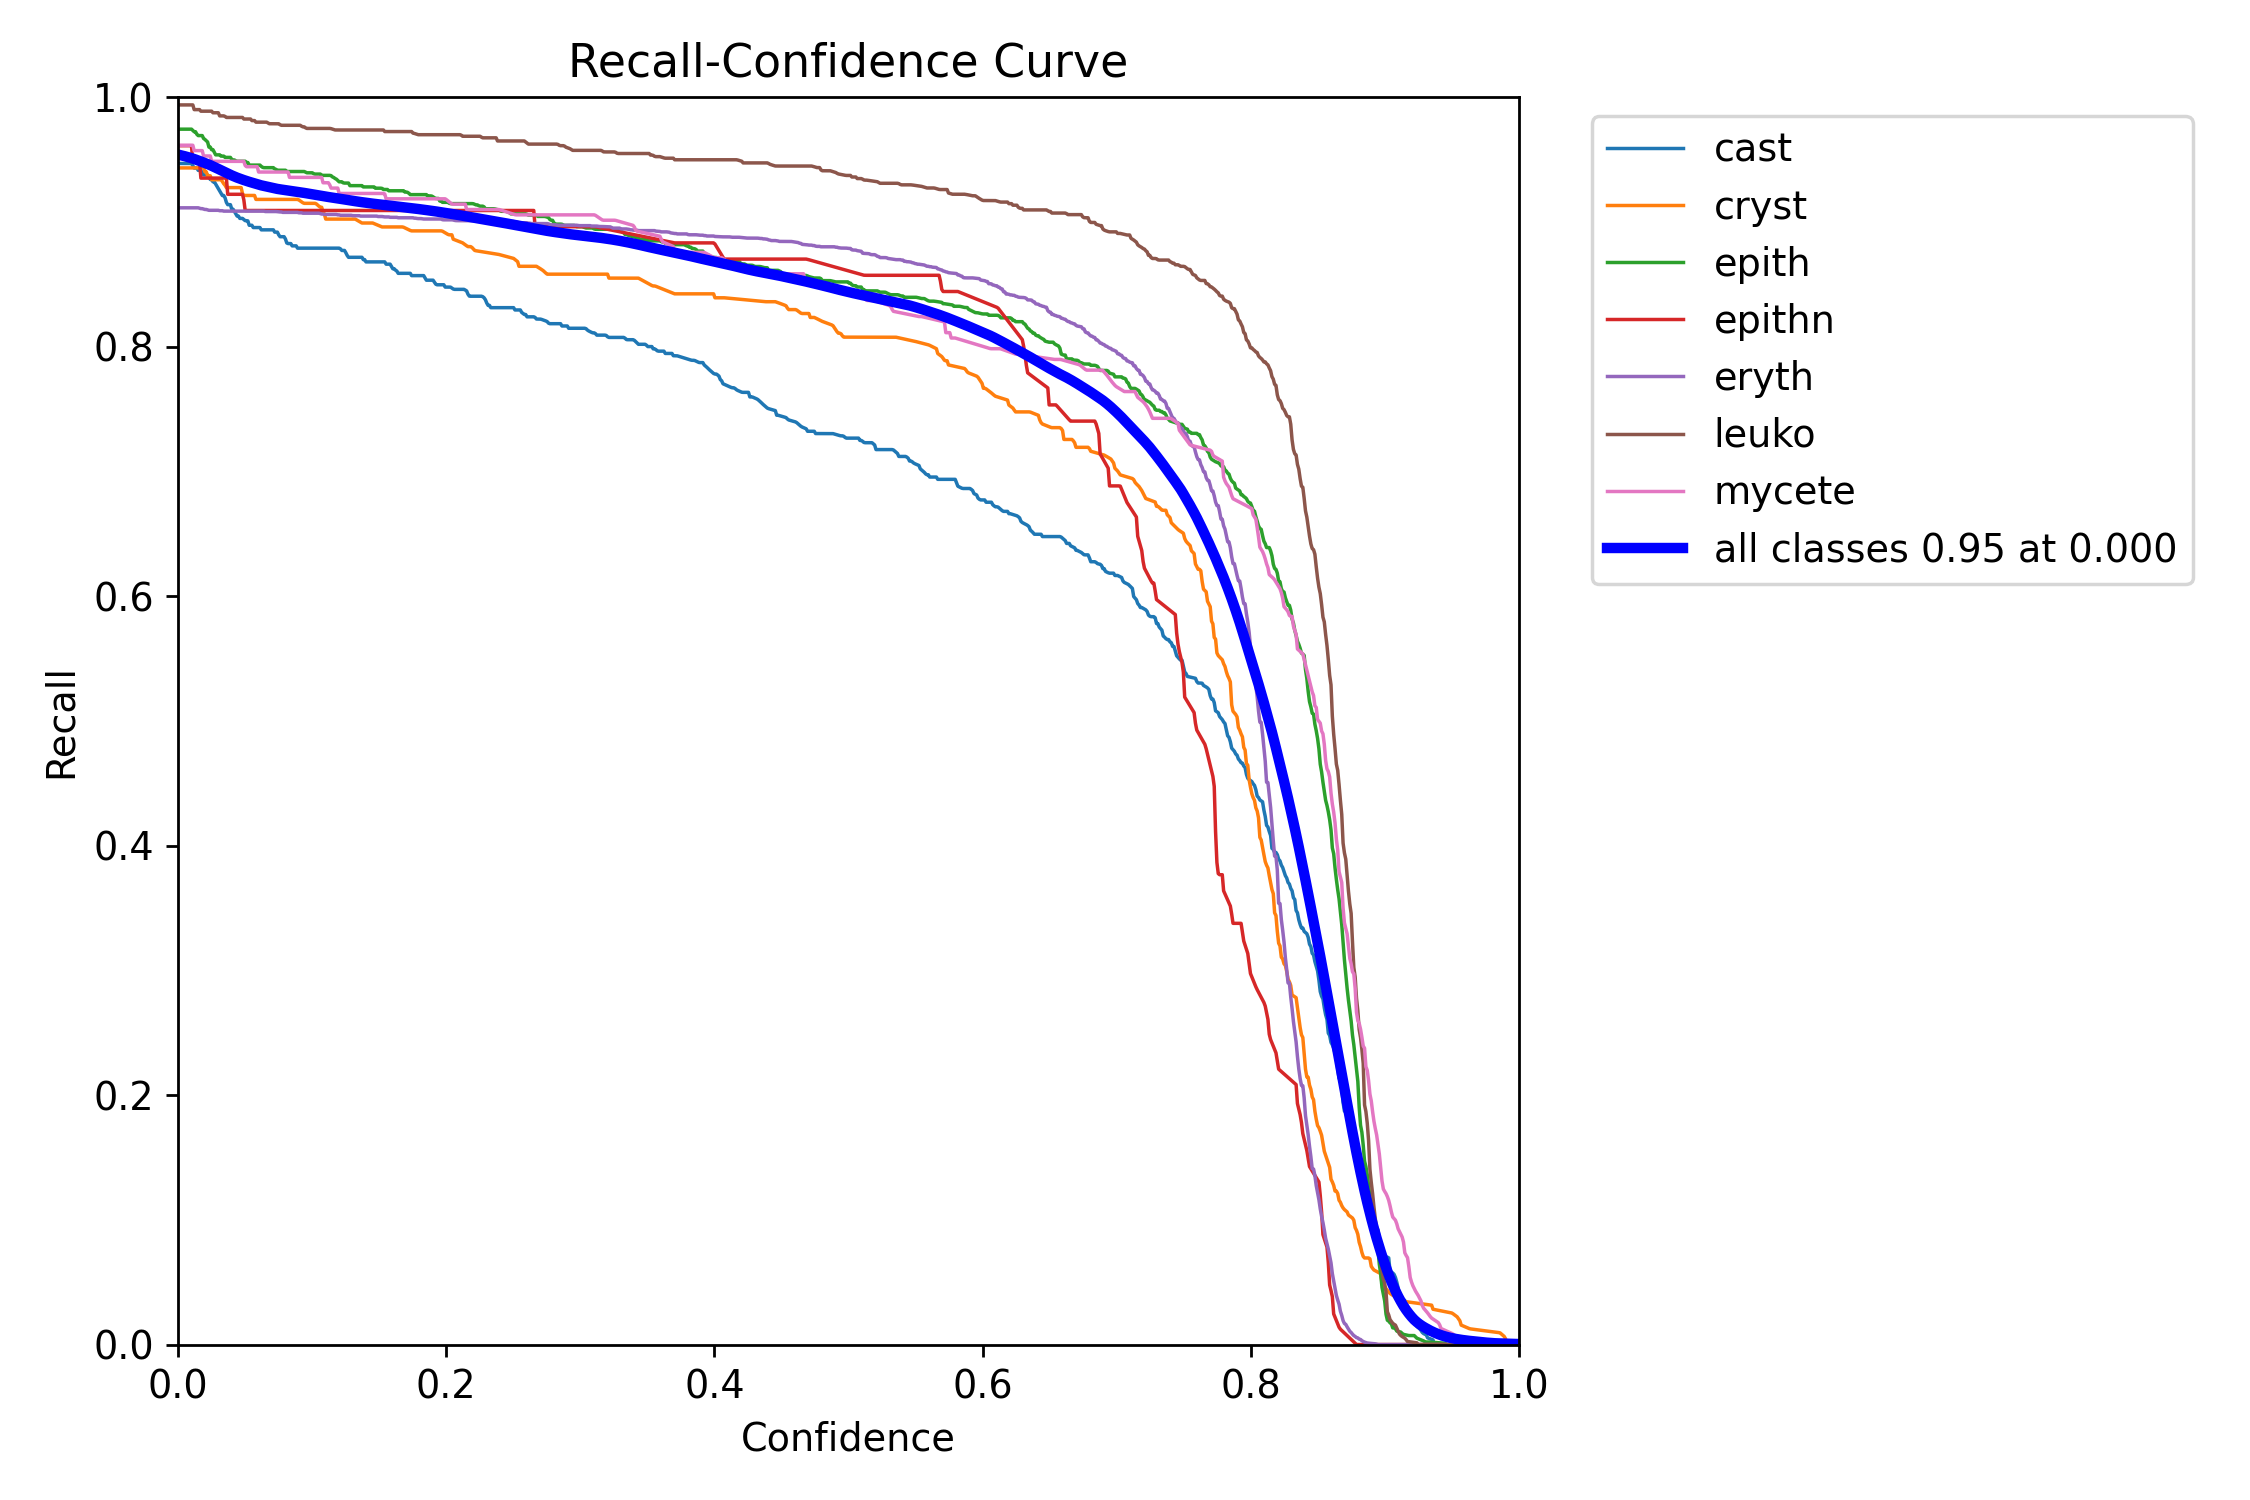 Recall-Confidence Curve
1.0
0.8
0.6
0.4
0.2
0.0
Recall
0.0 0.2 0.4 0.6 0.8 1.0
Confidence
cast
cryst
epith
epithn
eryth
leuko
mycete
all classes 0.95 at 0.000